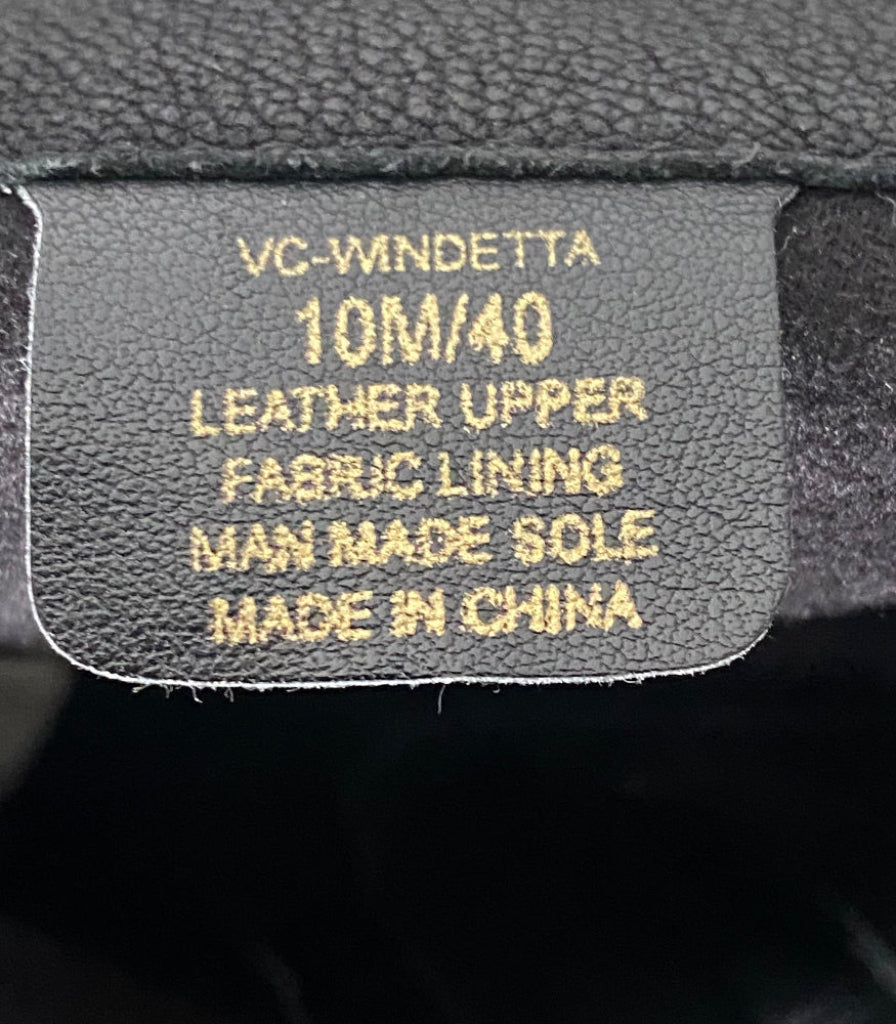 VC-WINDETTA
10M/40
LEATHER UPPER
FABRIC LINING
MAN MADE SOLE
MADE IN CHINA